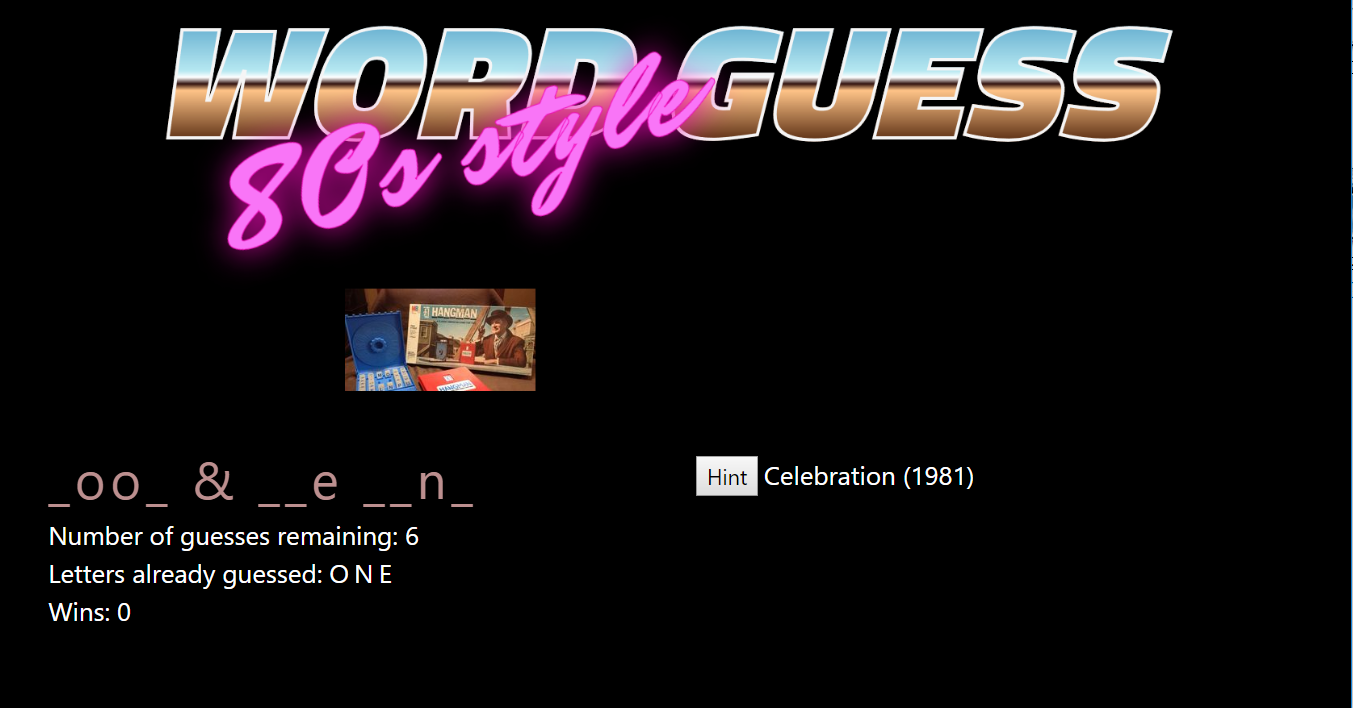 WORD GUESS
80s style
HANGMAN
_oo_ & __e __n_
Hint Celebration (1981)
Number of guesses remaining: 6
Letters already guessed: O N E
Wins: 0